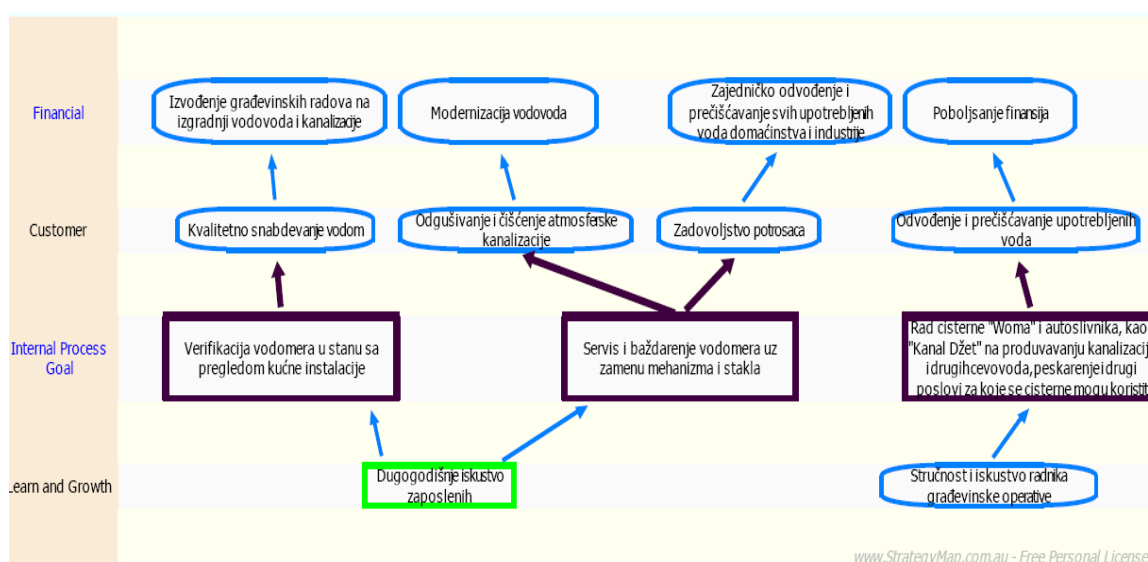 Financial
Izvođenje građevinskih radova na
izgradnji vodovoda i kanalizacije
Modernizacija vodovoda
Zajedničko odvođenje i
prečišćavanje svih upotrebljenih
voda domaćinstva i industrije
Poboljsanje finansija
Customer
Kvalitetno snabdevanje vodom
Odgušivanje i čišćenje atmosferske
kanalizacije
Zadovoljstvo potrosaca
Odvođenje i prečišćavanje upotrebljenih
voda
Internal Process
Goal
Verifikacija vodomera u stanu sa
pregledom kućne instalacije
Servis i baždarenje vodomera uz
zamenu mehanizma i stakla
Rad cisterne "Woma" i autoslivnika, kao
"Kanal Džet" na produvavanju kanalizacij
i drugih cevovoda, peskarenje i drugi
poslovi za koje se cisterne mogu koristit
Learn and Growth
Dugogodišnje iskustvo
zaposlenih
Stručnost i iskustvo radnika
građevinske operative
www.StrategyMap.com.au - Free Personal License